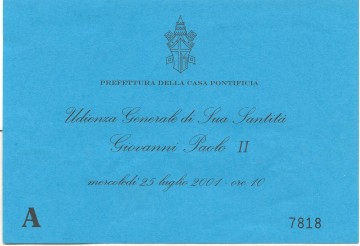 PREFETTURA DELLA CASA PONTIFICIA
Udienza Generale di Sua Santità
Giovanni Paolo II
mercoledì 25 luglio 2001 - ore 10
A
7818